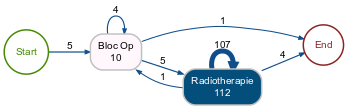 4
1
Start
5
Bloc Op
10
5
107
End
1
Radiotherapie
112
4